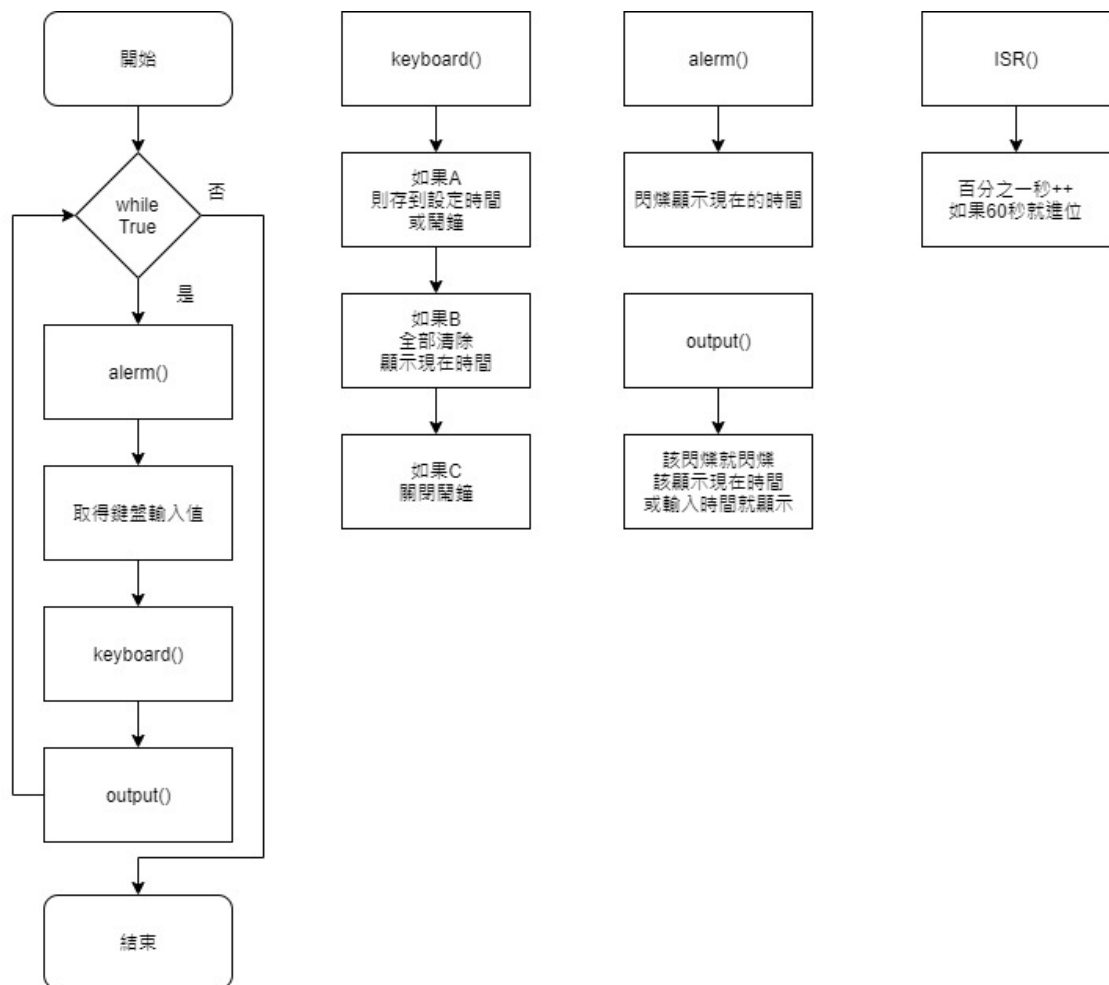 開始
while
True
否
是
alerm()
取得鍵盤輸入值
keyboard()
output()
結束
keyboard()
如果A
則存到設定時間
或鬧鐘
如果B
全部清除
顯示現在時間
如果C
關閉鬧鐘
alerm()
閃爍顯示現在的時間
output()
該閃爍就閃爍
該顯示現在時間
或輸入時間就顯示
ISR()
百分之一秒++
如果60秒就進位